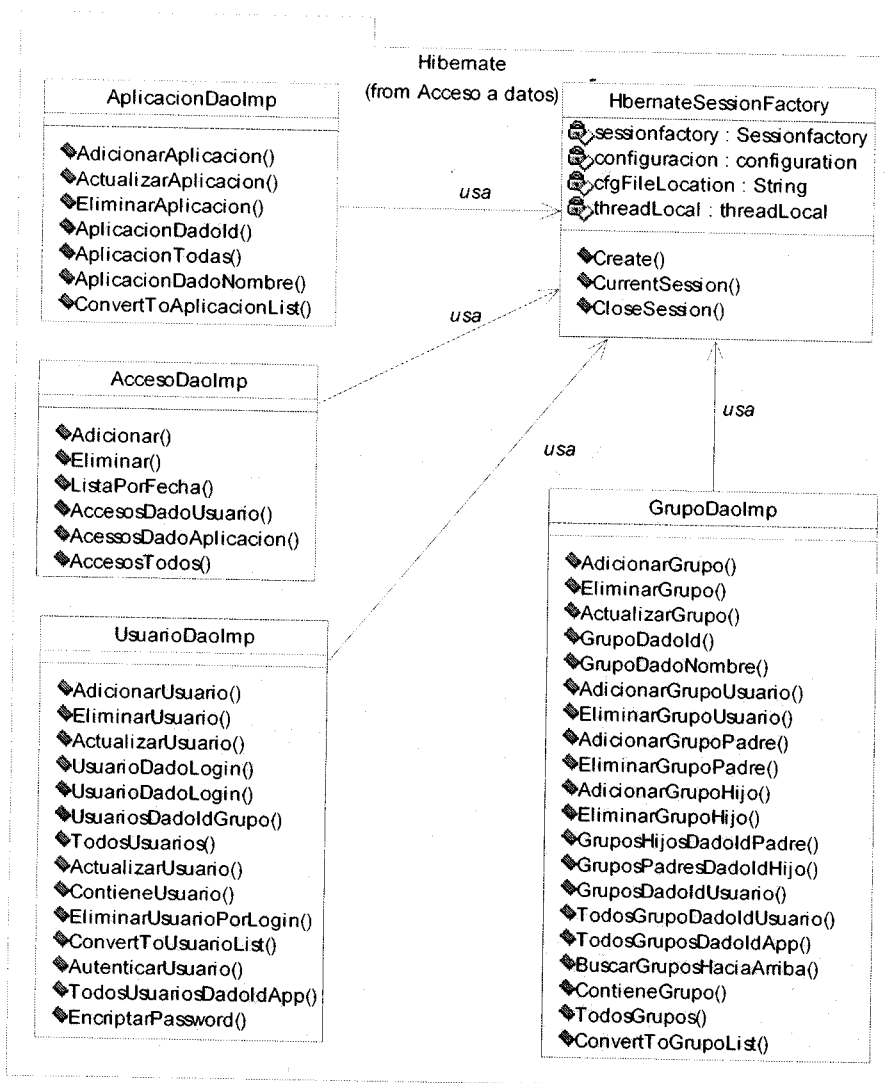 Hibernate
(from Acceso a datos)
AplicacionDaoImp
AdicionarAplicacion()
ActualizarAplicacion()
EliminarAplicacion()
AplicacionDadoId()
AplicacionTodas()
AplicacionDadoNombre()
ConvertToAplicacionList()
usa
HbernateSessionFactory
sessionfactory : Sessionfactory
configuracion : configuration
cfgFileLocation : String
threadLocal : threadLocal
Create()
CurrentSession()
CloseSession()
usa
AccesoDaoImp
Adicionar()
Eliminar()
ListaPorFecha()
AccesosDadoUsuario()
AcessosDadoAplicacion()
AccesosTodos()
usa
usa
UsuarioDaoImp
AdicionarUsuario()
EliminarUsuario()
ActualizarUsuario()
UsuarioDadoLogin()
UsuarioDadoLogin()
UsuariosDadoIdGrupo()
TodosUsuarios()
ActualizarUsuario()
ContieneUsuario()
EliminarUsuarioPorLogin()
ConvertToUsuarioList()
AutenticarUsuario()
TodosUsuariosDadoIdApp()
EncriptarPassword()
GrupoDaoImp
AdicionarGrupo()
EliminarGrupo()
ActualizarGrupo()
GrupoDadoId()
GrupoDadoNombre()
AdicionarGrupoUsuario()
EliminarGrupoUsuario()
AdicionarGrupoPadre()
EliminarGrupoPadre()
AdicionarGrupoHijo()
EliminarGrupoHijo()
GruposHijosDadoIdPadre()
GruposPadresDadoIdHijo()
GruposDadoIdUsuario()
TodosGrupoDadoIdUsuario()
TodosGruposDadoIdApp()
BuscarGruposHaciaArriba()
ContieneGrupo()
TodosGrupos()
ConvertToGrupoList()